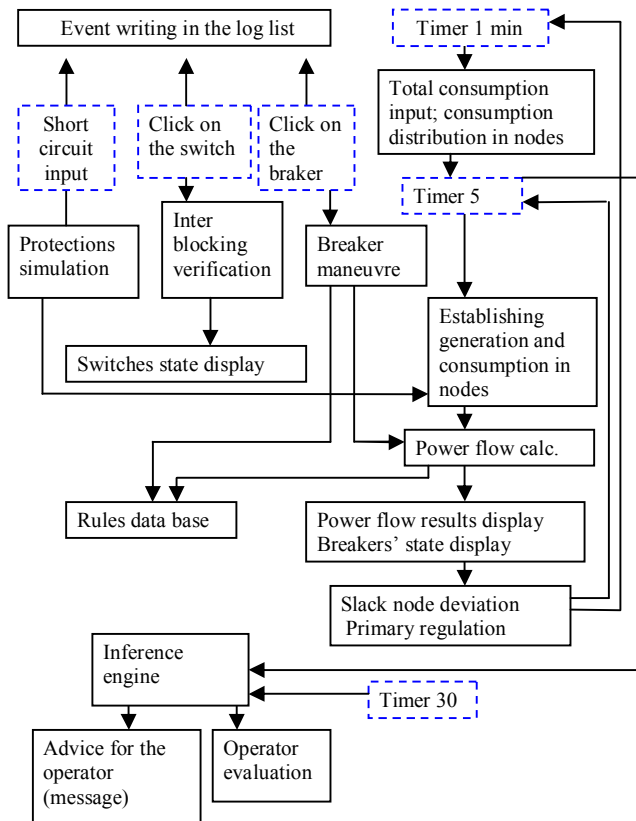 Event writing in the log list
Timer 1 min
Total consumption
input; consumption
distribution in nodes
Short
circuit
input
Click on
the switch
Click on
the
braker
Timer 5
Protections
simulation
Inter
blocking
verification
Breaker
maneuvre
Establishing
generation and
consumption in
nodes
Switches state display
Power flow calc.
Rules data base
Power flow results display
Breakers’ state display
Slack node deviation
Primary regulation
Inference
engine
Timer 30
Advice for the
operator
(message)
Operator
evaluation